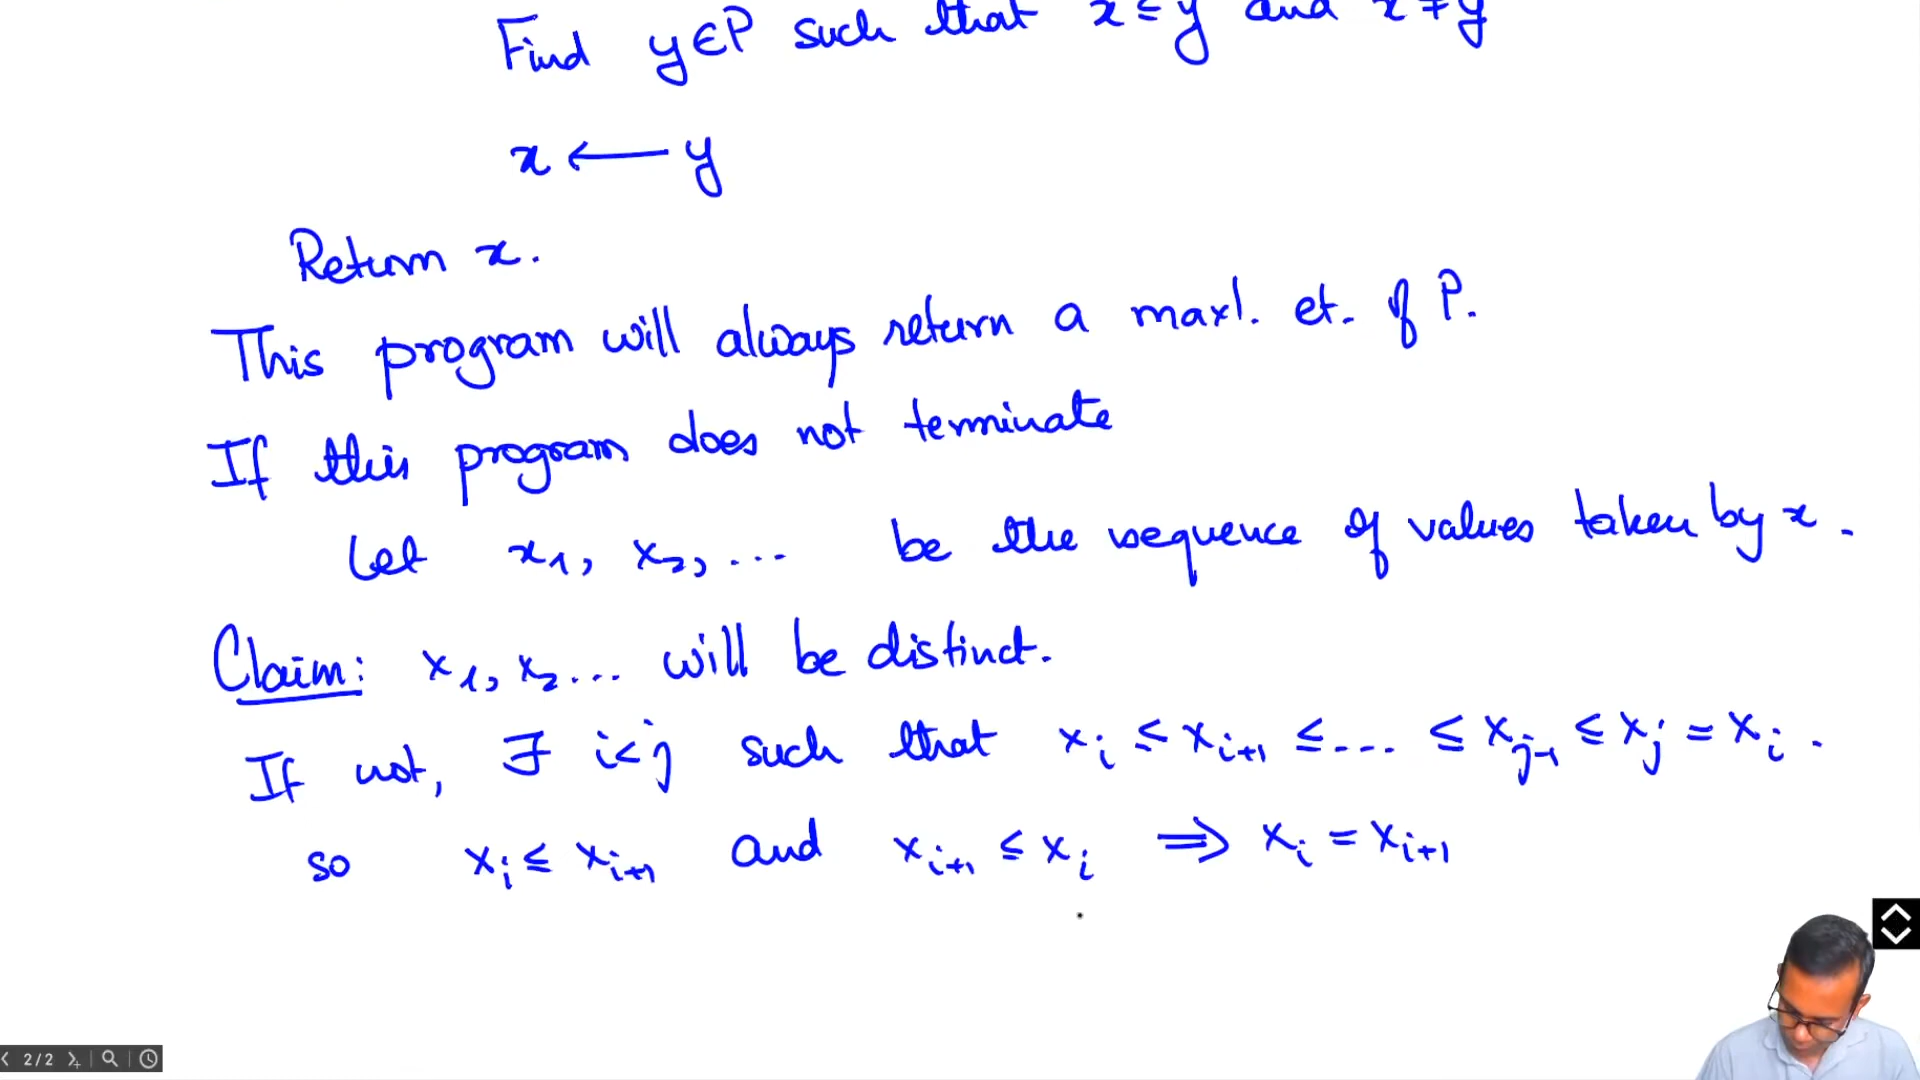 Find y∈P such that x ≤ y and x ≠ y
x ← y
Return x.
This program will always return a maxl. et. of P.
If this program does not terminate
Let x₁, x₂, ... be the sequence of values taken by x.
Claim: x₁, x₂ ... will be distinct.
If not, ∃ i<j such that xᵢ ≤ xᵢ₊₁ ≤ ... ≤ xⱼ₋₁ ≤ xⱼ = xᵢ.
so xᵢ ≤ xᵢ₊₁ and xᵢ₊₁ ≤ xᵢ ⟹ xᵢ = xᵢ₊₁
2/2